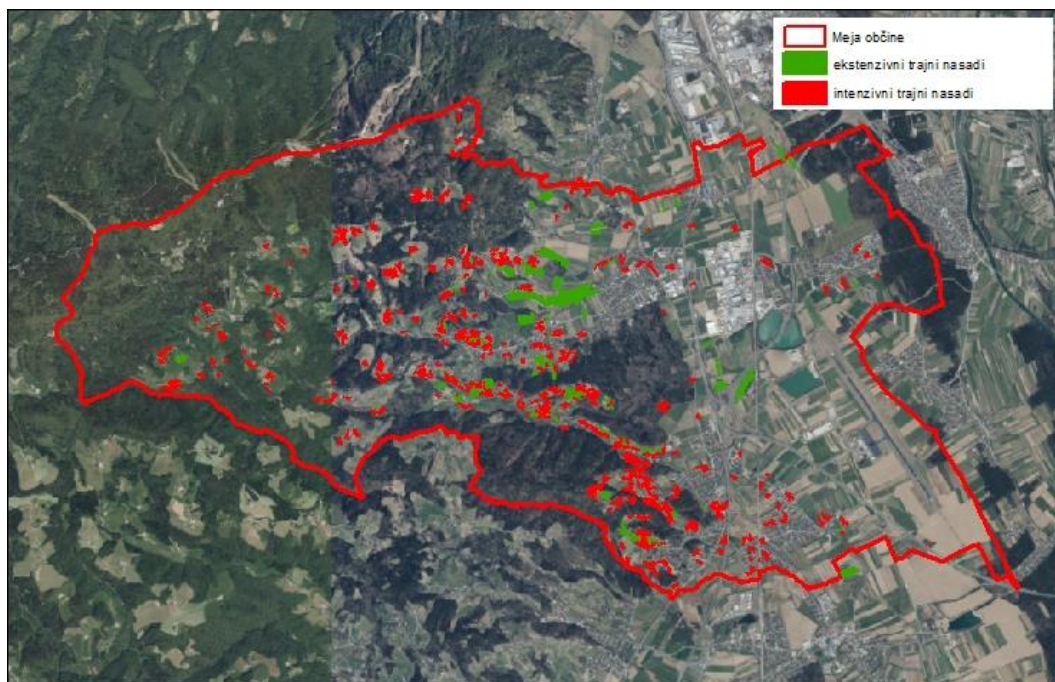 Meja občine
ekstenzivni trajni nasadi
intenzivni trajni nasadi